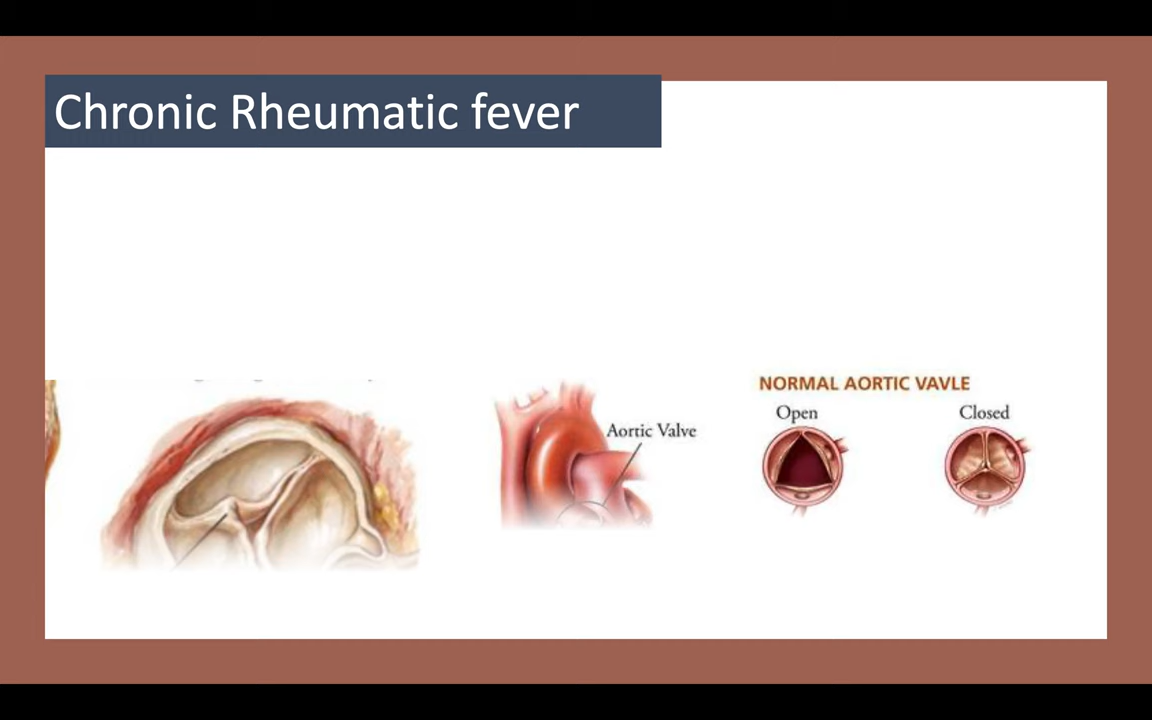 Chronic Rheumatic fever
NORMAL AORTIC VAVLE
Open
Closed
Aortic Valve